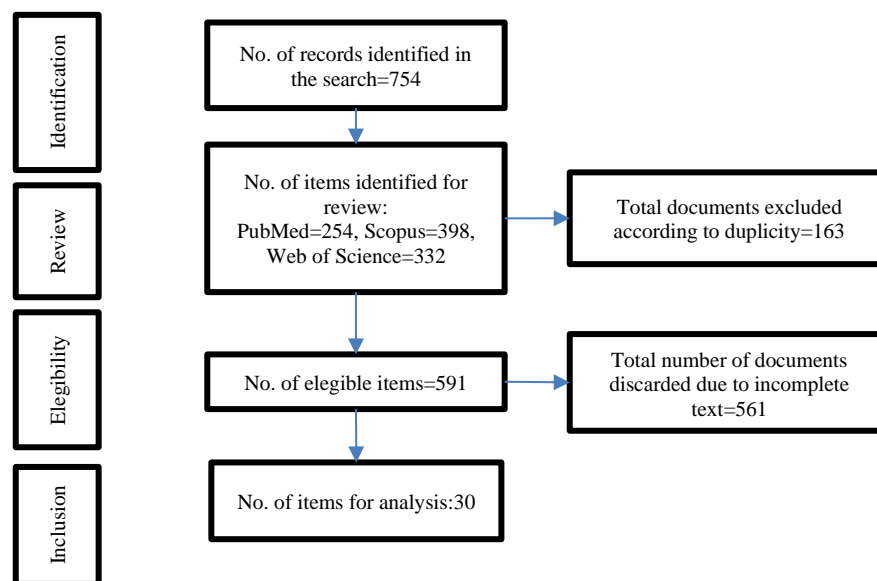 Identification
No. of records identified in
the search=754
Review
No. of items identified for
review:
PubMed=254, Scopus=398,
Web of Science=332
Total documents excluded
according to duplicity=163
Elegibility
No. of elegible items=591
Total number of documents
discarded due to incomplete
text=561
Inclusion
No. of items for analysis:30